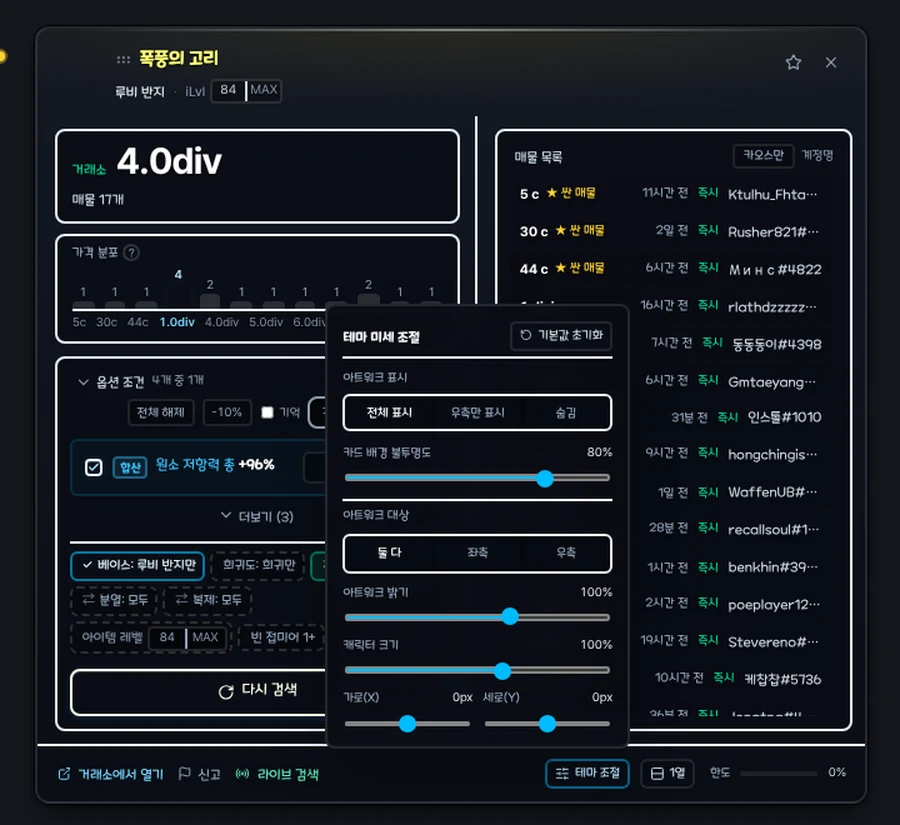 폭풍의 고리
루비 반지 · iLvl 84 MAX
거래소 4.0div
매물 17개
가격 분포 ?
1 1 1 4 2 1 1 1 1 2 1 1
5c 30c 44c 1.0div 4.0div 5.0div 6.0div
옵션 조건 4개 중 1개
전체 해제 -10% 기억
합산 원소 저항력 총 +96%
더보기 (3)
✓ 베이스: 루비 반지만 희귀도: 희귀만
분열: 모두 복제: 모두
아이템 레벨 84 MAX 빈 접미어 1+
다시 검색
매물 목록 카오스만 계정명
5 c ★ 싼 매물 11시간 전 즉시 Ktulhu_Fhta···
30 c ★ 싼 매물 2일 전 즉시 Rusher821#···
44 c ★ 싼 매물 6시간 전 즉시 Минс#4822
16시간 전 즉시 rlathdzzzzz···
7시간 전 즉시 동동동이#4398
6시간 전 즉시 Gmtaeyang···
31분 전 즉시 인스톨#1010
9시간 전 즉시 hongchingis···
1일 전 즉시 WaffenUB#···
28분 전 즉시 recallsoul#1···
1시간 전 즉시 benkhin#39···
2시간 전 즉시 poeplayer12···
19시간 전 즉시 Stevereno#···
10시간 전 즉시 케찹찹#5736
테마 미세 조절 기본값 초기화
아트워크 표시
전체 표시 우측만 표시 숨김
카드 배경 불투명도 80%
아트워크 대상
둘 다 좌측 우측
아트워크 밝기 100%
캐릭터 크기 100%
가로(X) 0px 세로(Y) 0px
거래소에서 열기 신고 라이브 검색 테마 조절 1열 한도 0%